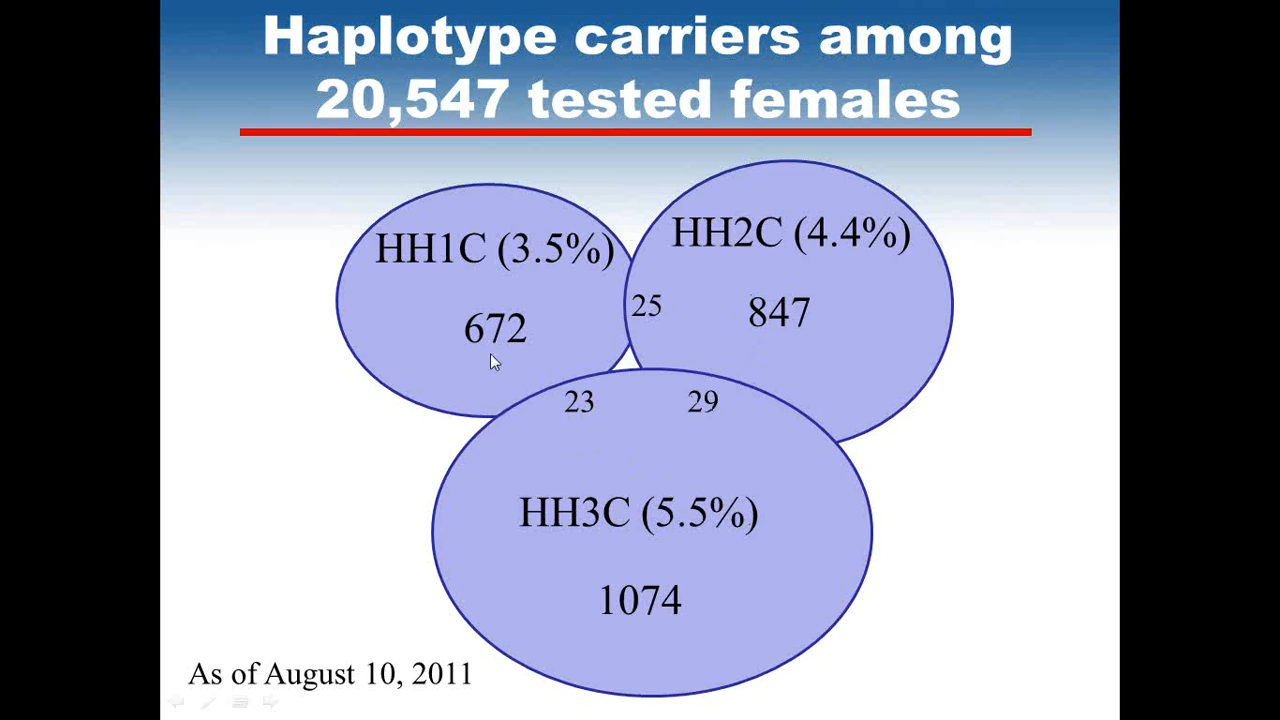 Haplotype carriers among
20,547 tested females
HH1C (3.5%)
HH2C (4.4%)
672
25
847
23
29
HH3C (5.5%)
1074
As of August 10, 2011